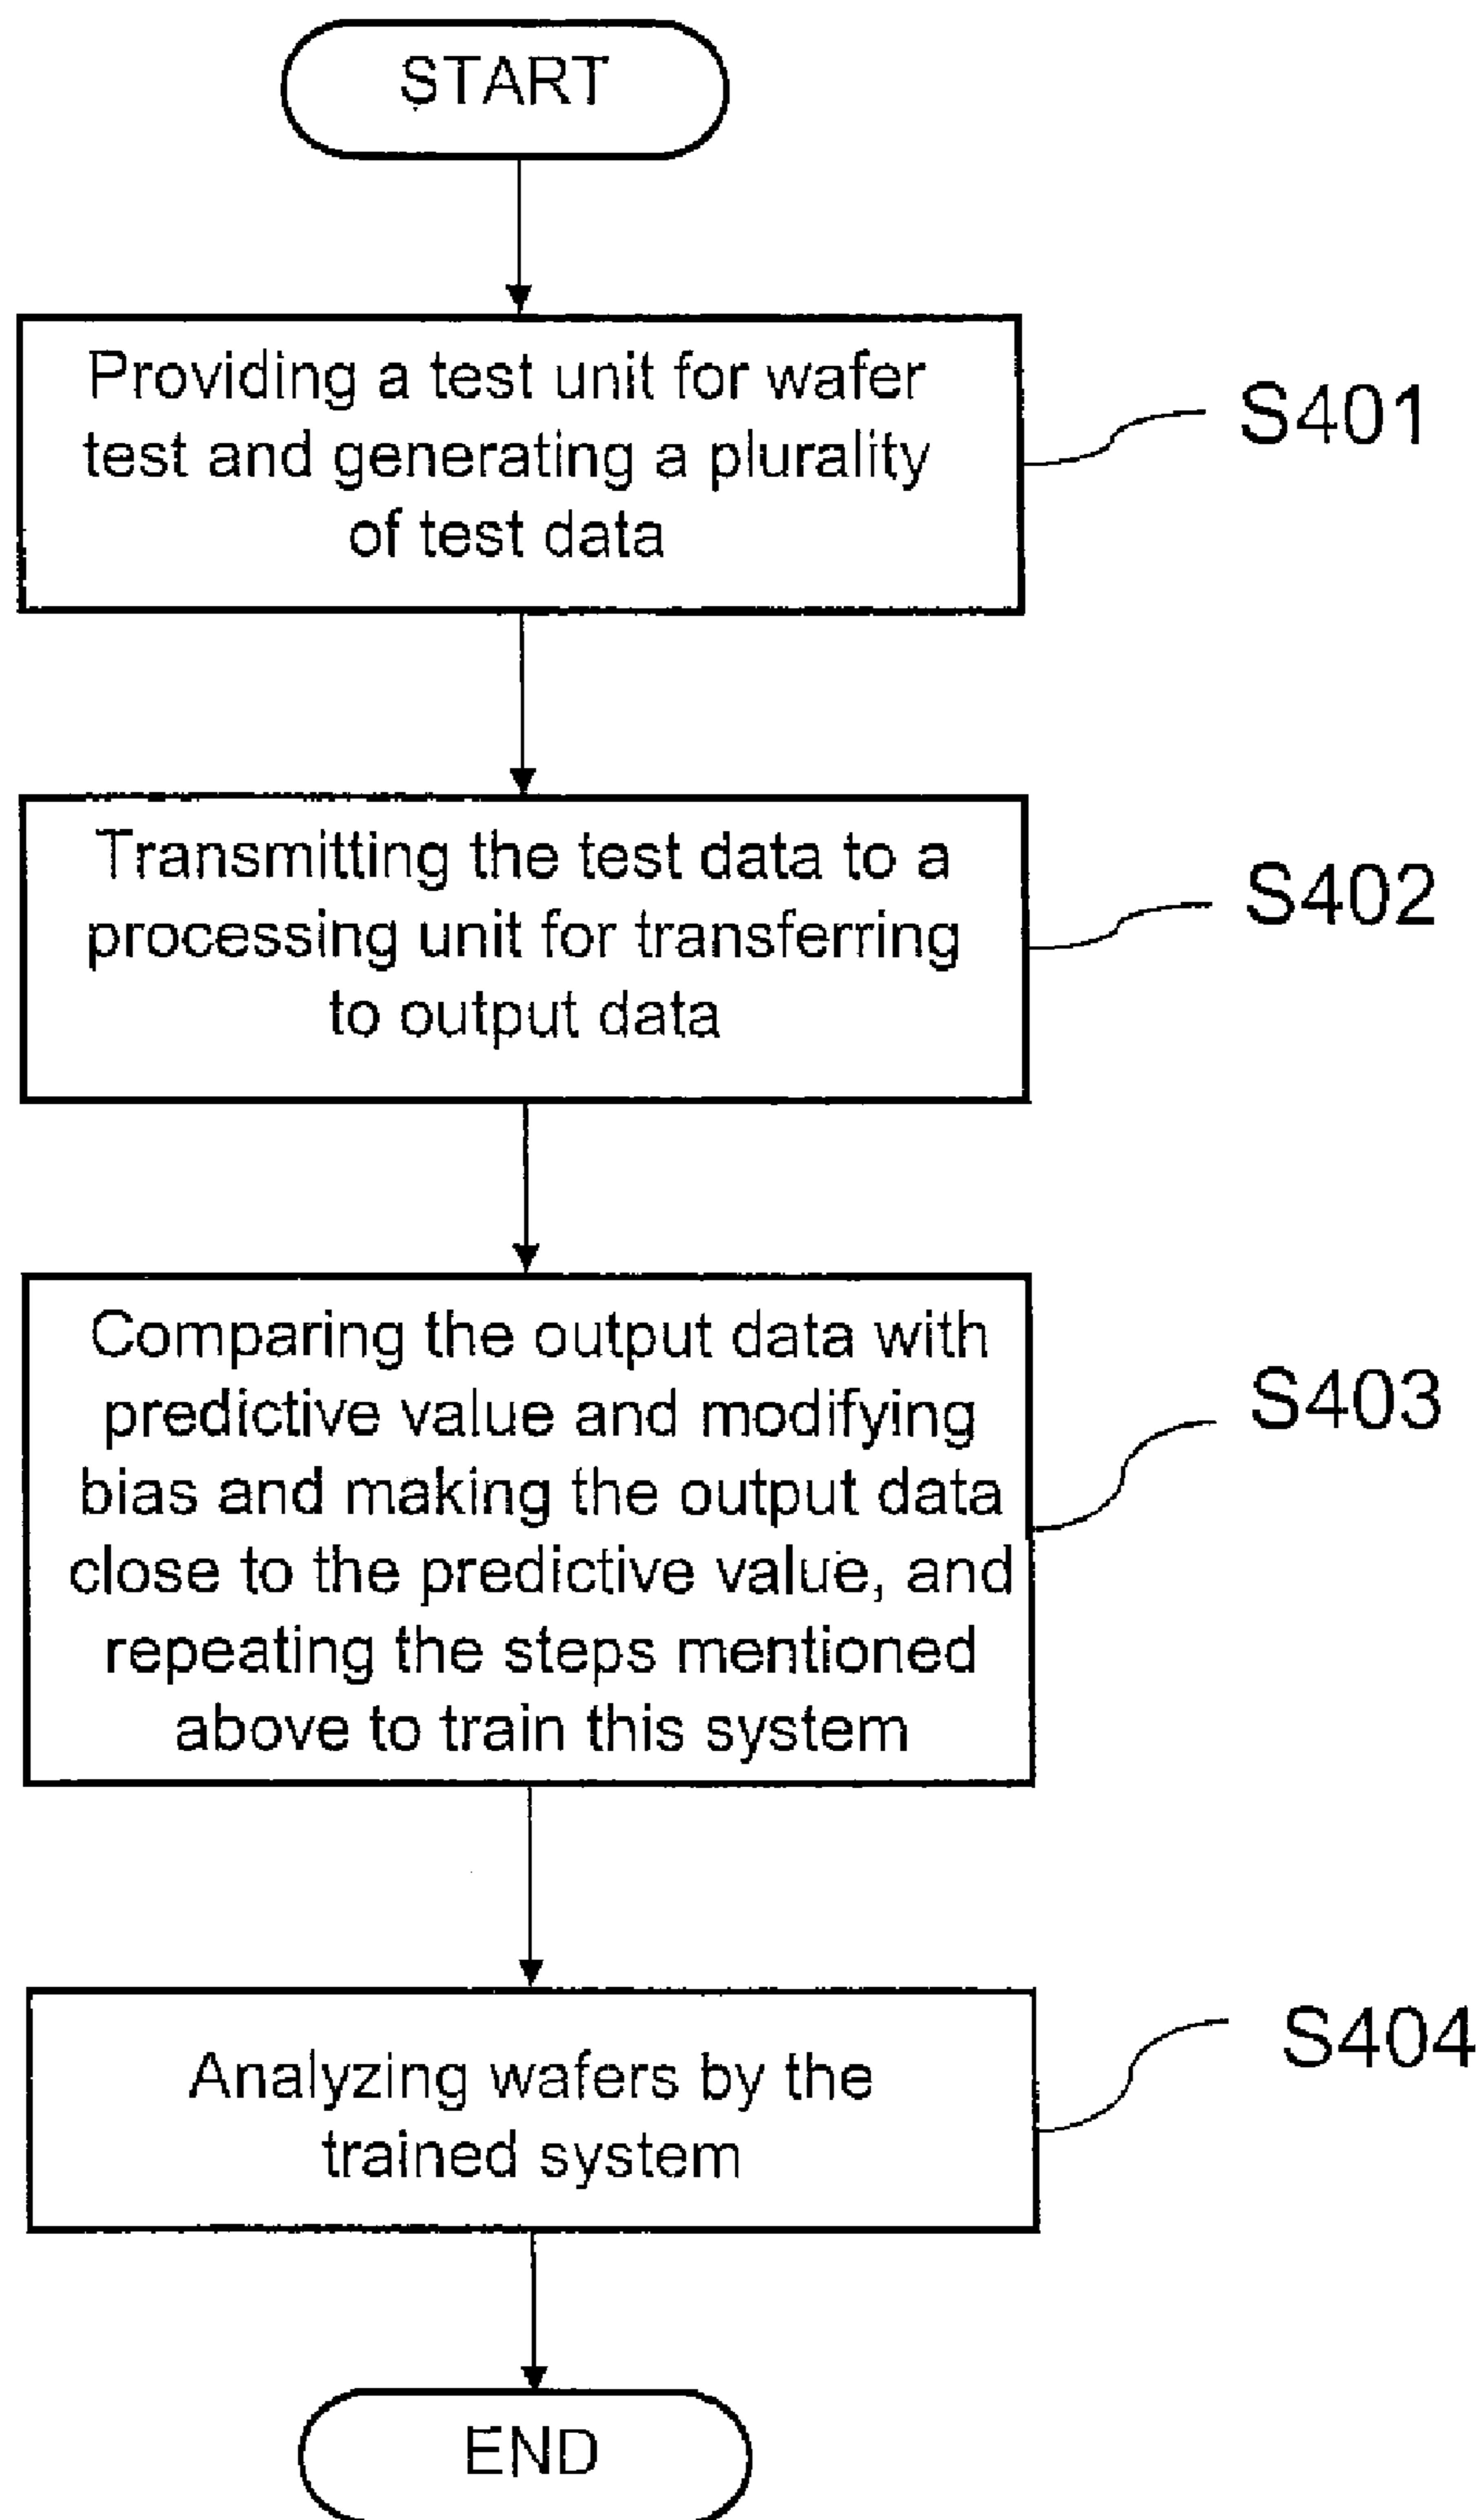 START
Providing a test unit for wafer
test and generating a plurality
of test data
S401
Transmitting the test data to a
processing unit for transferring
to output data
S402
Comparing the output data with
predictive value and modifying
bias and making the output data
close to the predictive value, and
repeating the steps mentioned
above to train this system
S403
Analyzing wafers by the
trained system
S404
END